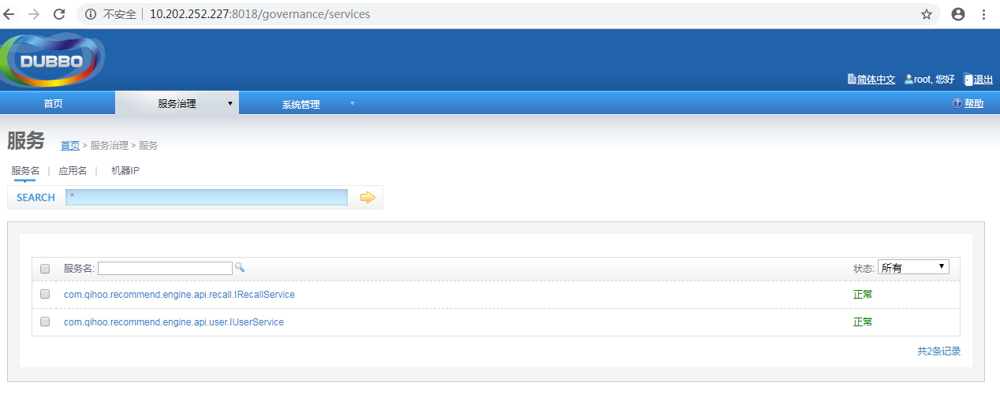 不安全 10.202.252.227:8018/governance/services
DUBBO
简体中文 root, 您好 退出
首页 服务治理 ▼ 系统管理 ▼ ? 帮助
服务 首页 > 服务治理 > 服务
服务名 | 应用名 | 机器IP
SEARCH *
服务名: 状态: 所有 ▼
com.qihoo.recommend.engine.api.recall.IRecallService 正常
com.qihoo.recommend.engine.api.user.IUserService 正常
共2条记录